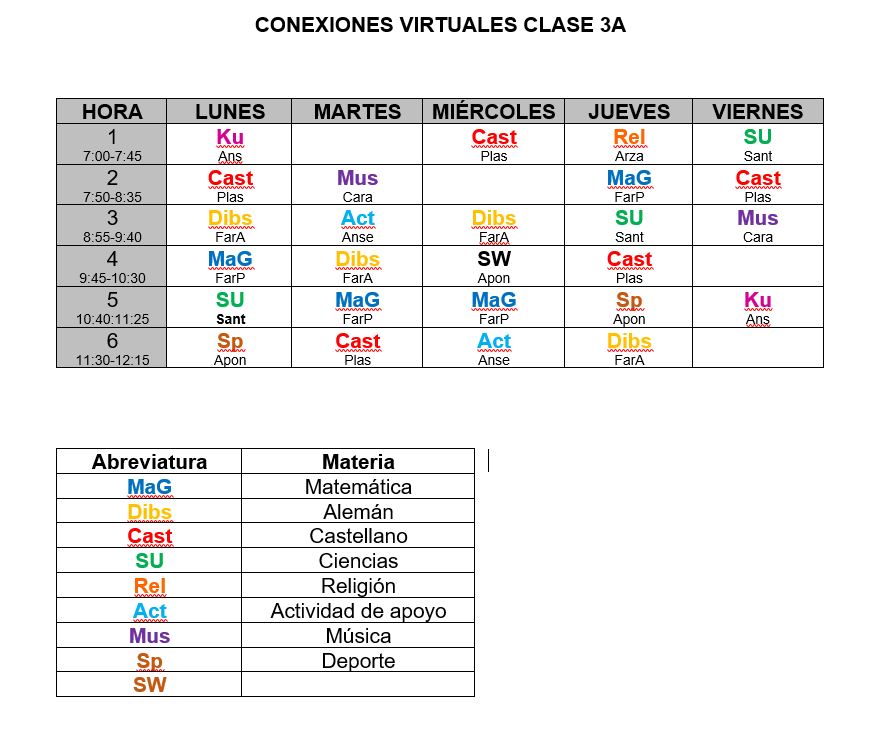 CONEXIONES VIRTUALES CLASE 3A
HORA LUNES MARTES MIÉRCOLES JUEVES VIERNES
1 Ku Cast Rel SU
7:00-7:45 Ans Plas Arza Sant
2 Cast Mus MaG Cast
7:50-8:35 Plas Cara FarP Plas
3 Dibs Act Dibs SU Mus
8:55-9:40 FarA Anse FarA Sant Cara
4 MaG Dibs SW Cast
9:45-10:30 FarP FarA Apon Plas
5 SU MaG MaG Sp Ku
10:40:11:25 Sant FarP FarP Apon Ans
6 Sp Cast Act Dibs
11:30-12:15 Apon Plas Anse FarA
Abreviatura Materia
MaG Matemática
Dibs Alemán
Cast Castellano
SU Ciencias
Rel Religión
Act Actividad de apoyo
Mus Música
Sp Deporte
SW